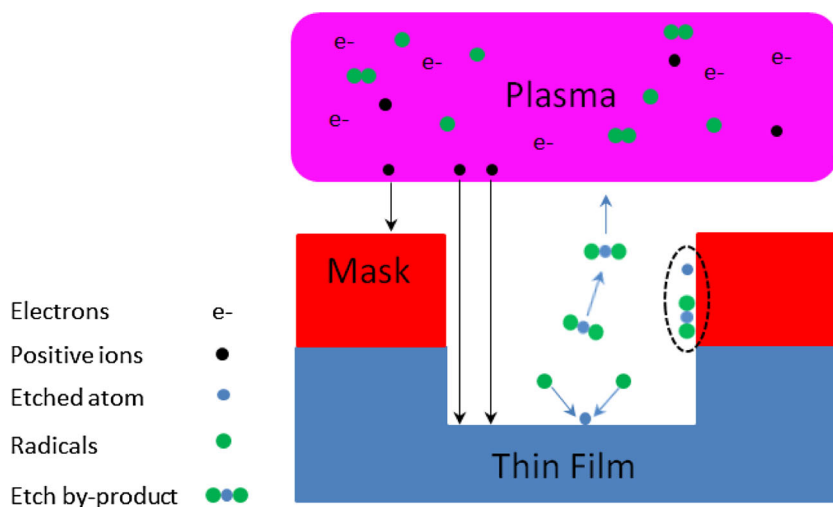 e-
e-
e-
e-
Plasma
e-
e-
Mask
Electrons e-
Positive ions
Etched atom
Radicals
Thin Film
Etch by-product